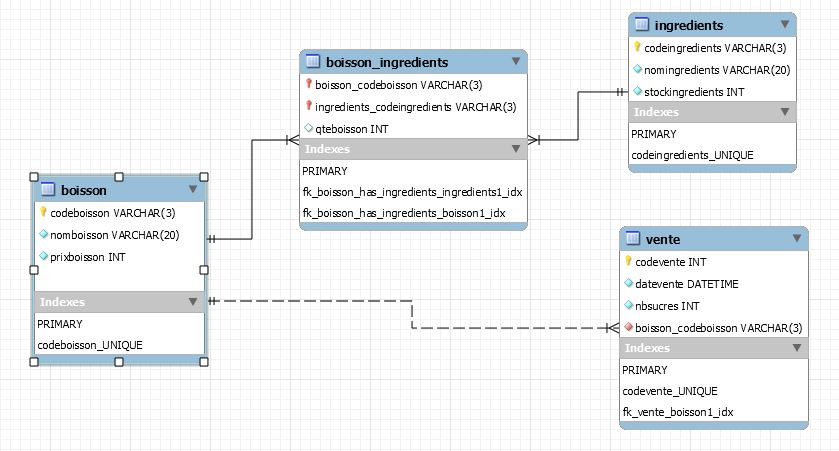 boisson
codeboisson VARCHAR(3)
nomboisson VARCHAR(20)
prixboisson INT
Indexes
PRIMARY
codeboisson_UNIQUE
boisson_ingredients
boisson_codeboisson VARCHAR(3)
ingredients_codeingredients VARCHAR(3)
qteboisson INT
Indexes
PRIMARY
fk_boisson_has_ingredients_ingredients1_idx
fk_boisson_has_ingredients_boisson1_idx
ingredients
codeingredients VARCHAR(3)
nomingredients VARCHAR(20)
stockingredients INT
Indexes
PRIMARY
codeingredients_UNIQUE
vente
codevente INT
datevente DATETIME
nbsucres INT
boisson_codeboisson VARCHAR(3)
Indexes
PRIMARY
codevente_UNIQUE
fk_vente_boisson1_idx